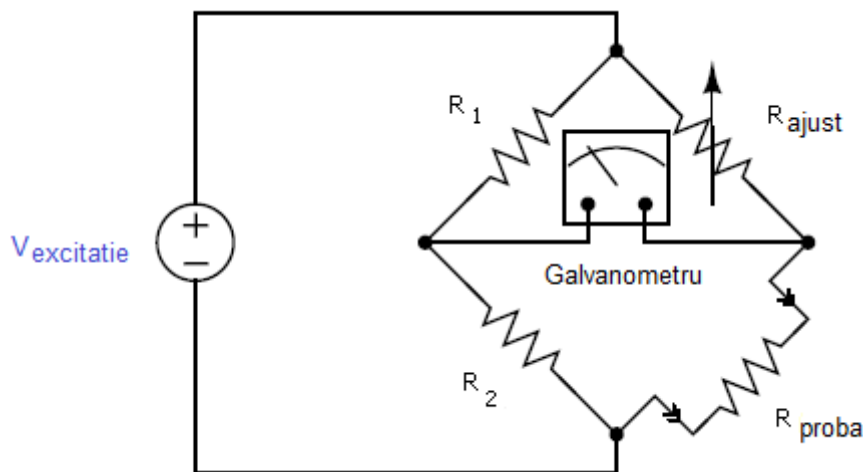 R1
Rajust
+
−
Vexcitatie
Galvanometru
R2
Rproba